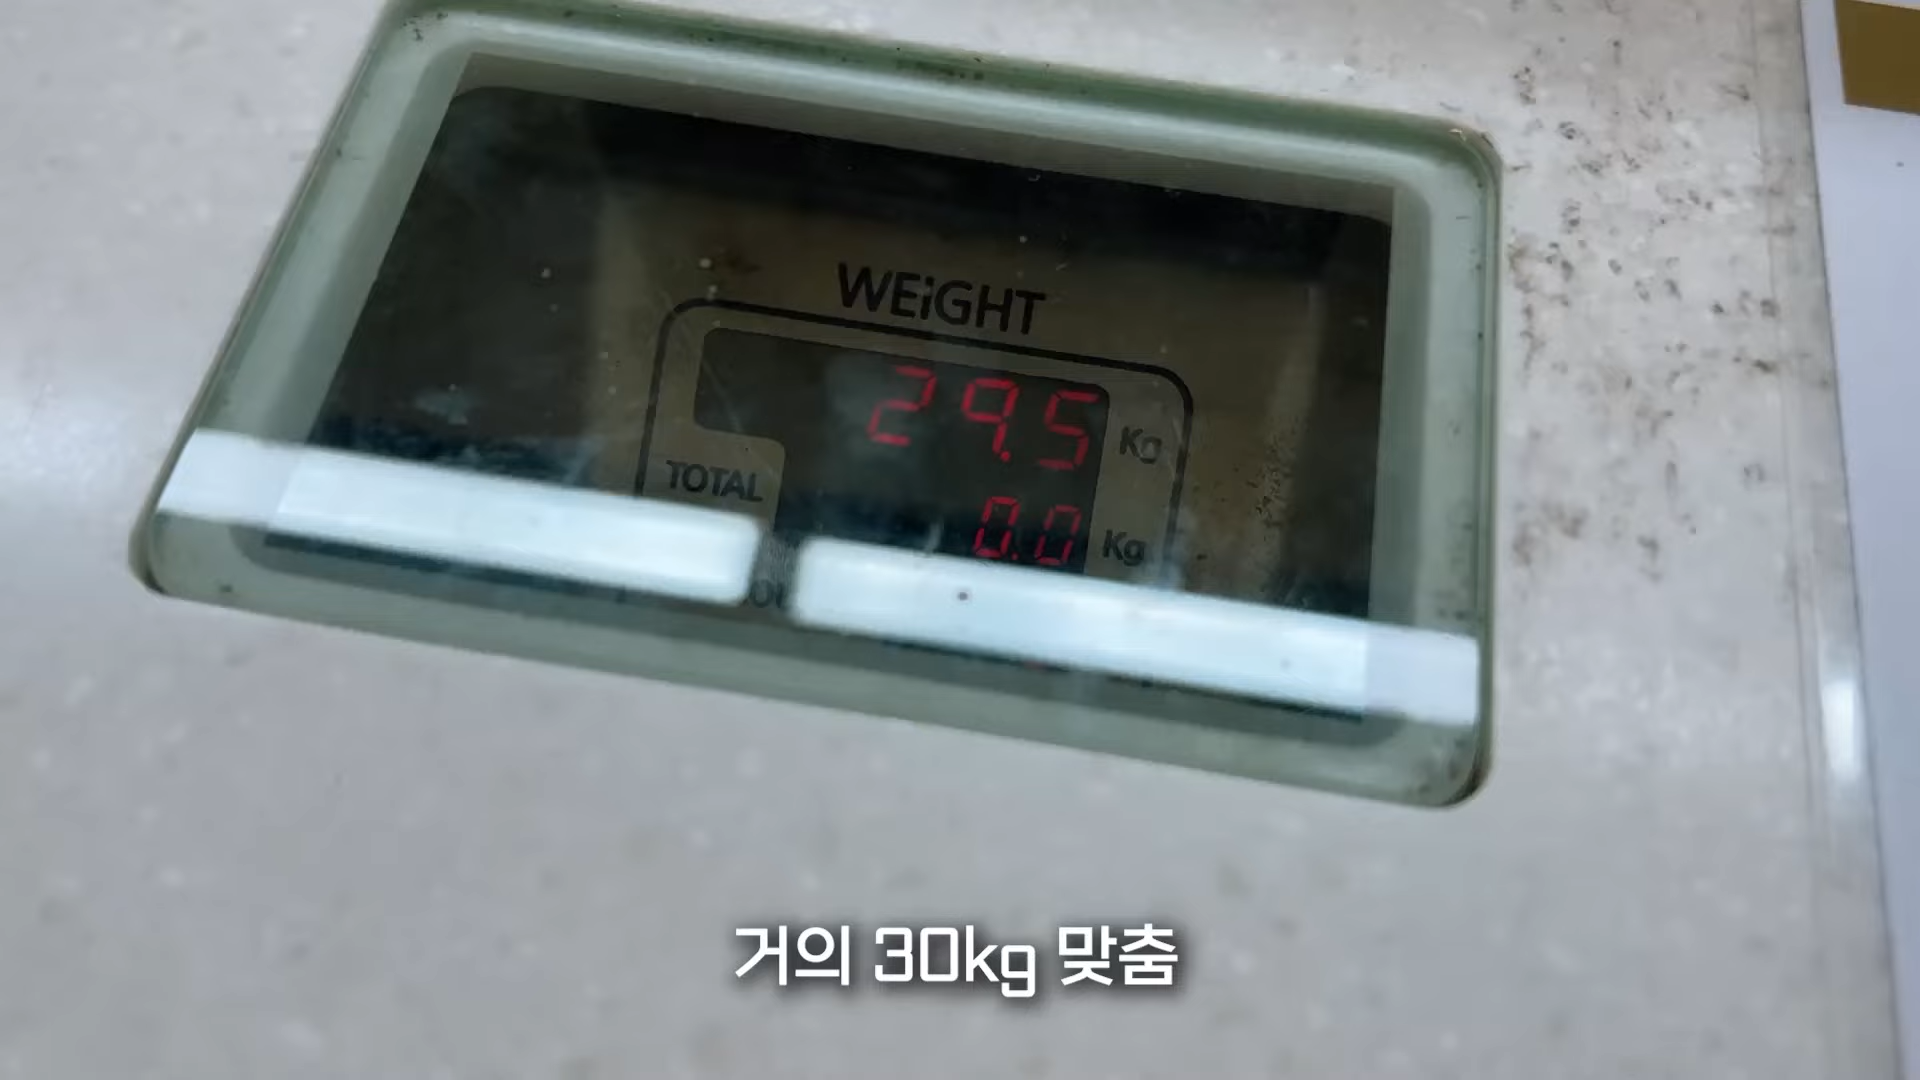 WEiGHT
29.5 Kg
TOTAL
0.0 Kg
거의 30kg 맞춤